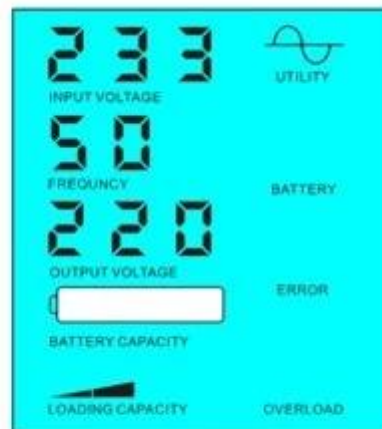 233
UTILITY
INPUT VOLTAGE
50
FREQUNCY
BATTERY
220
OUTPUT VOLTAGE
ERROR
BATTERY CAPACITY
LOADING CAPACITY
OVERLOAD